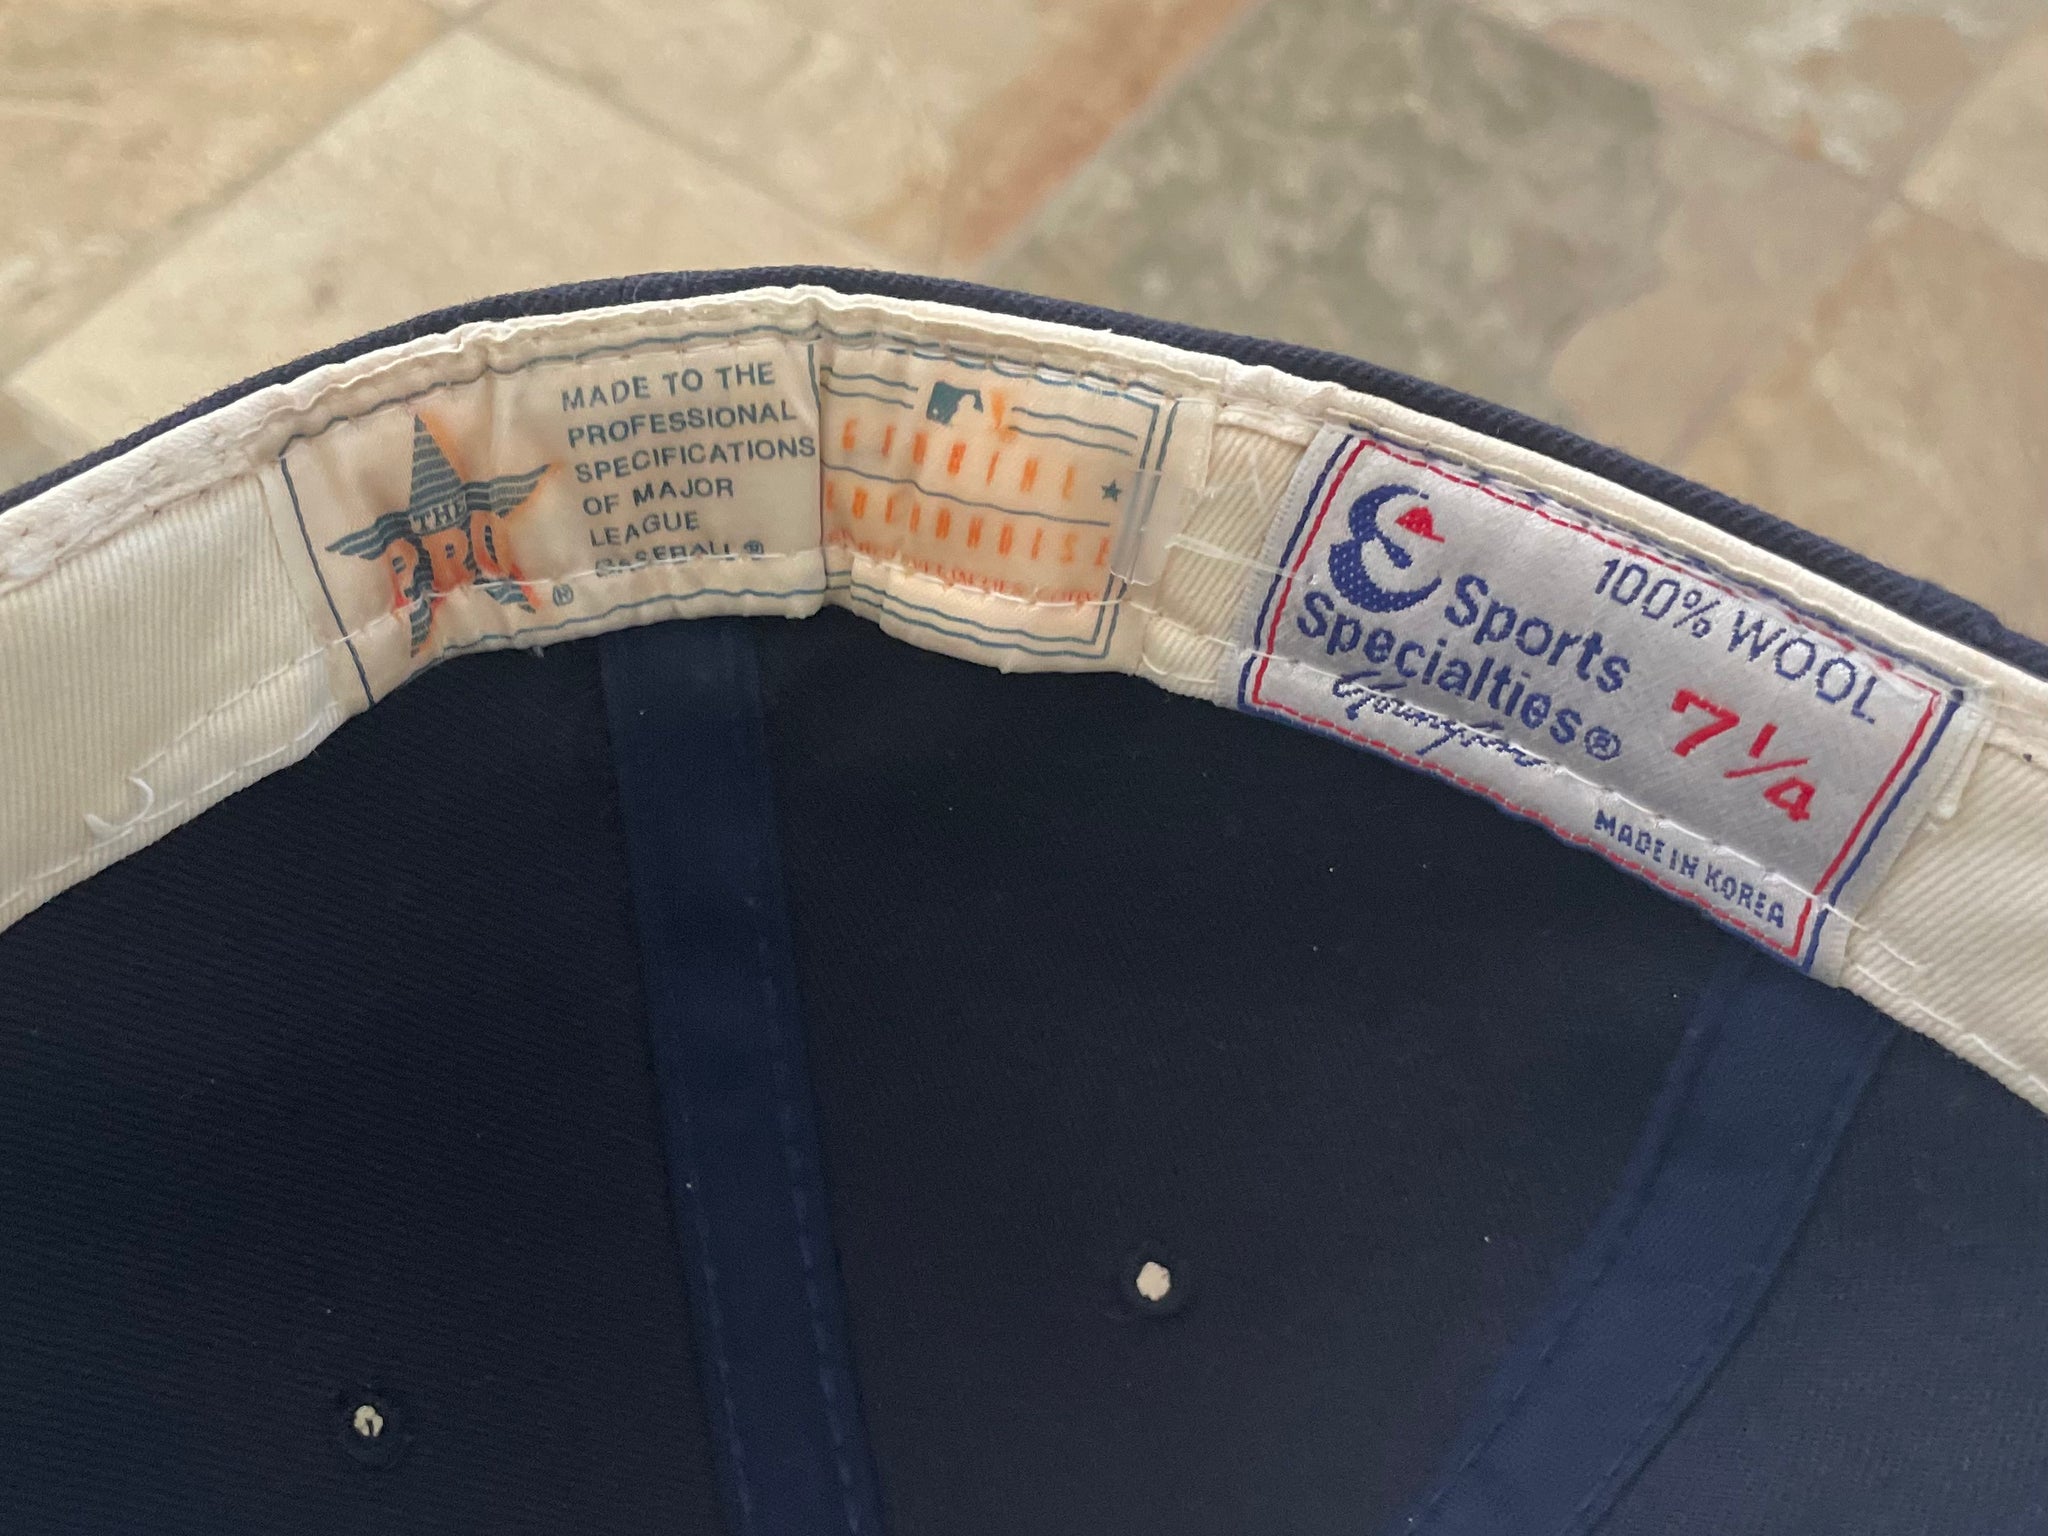 THE
PRO
®
MADE TO THE
PROFESSIONAL
SPECIFICATIONS
OF MAJOR
LEAGUE
BASEBALL ®
Sports
Specialties®
Youngan
100% WOOL
7 1/4
MADE IN KOREA